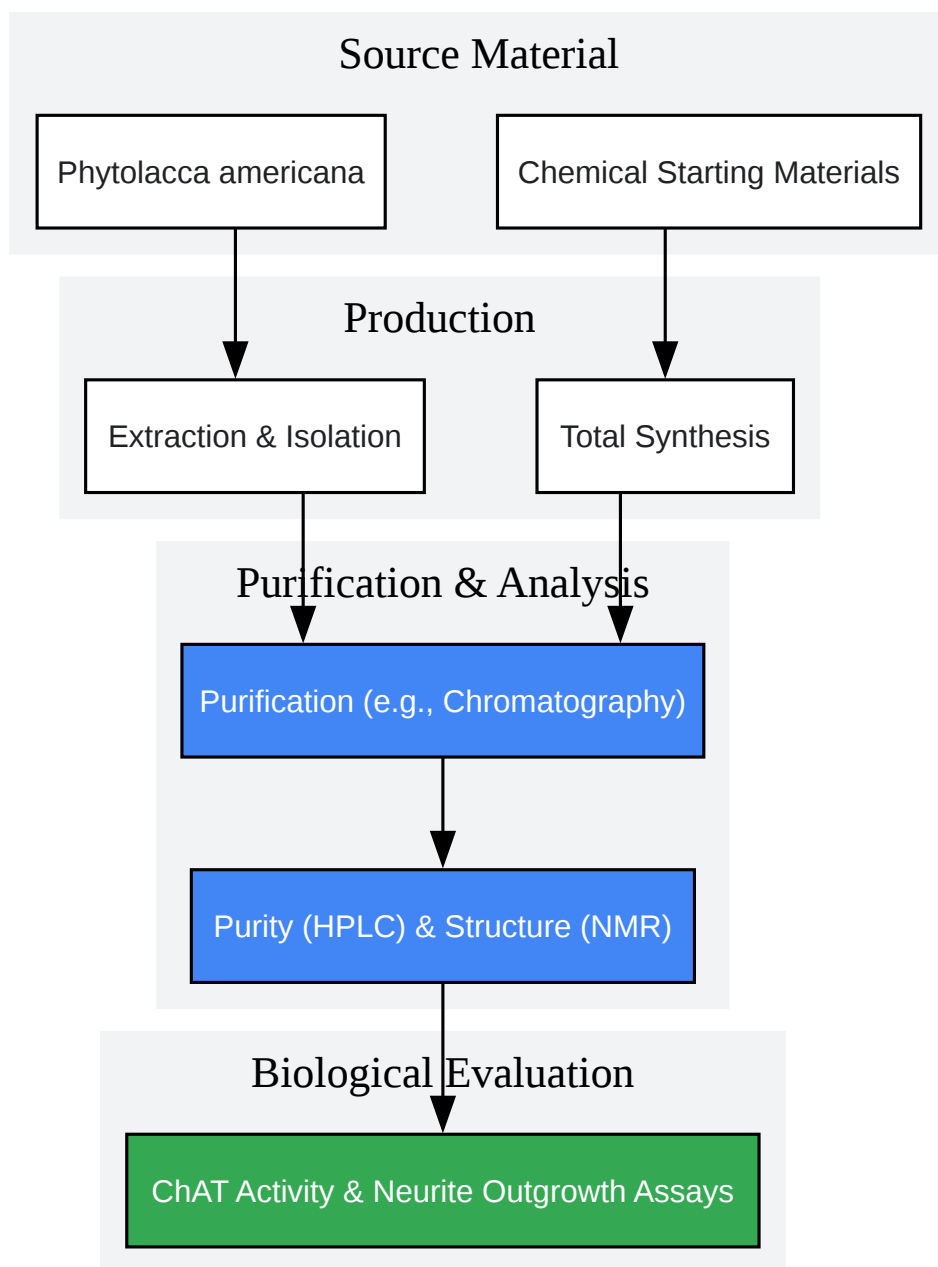 Source Material
Phytolacca americana
Chemical Starting Materials
Production
Extraction & Isolation
Total Synthesis
Purification & Analysis
Purification (e.g., Chromatography)
Purity (HPLC) & Structure (NMR)
Biological Evaluation
ChAT Activity & Neurite Outgrowth Assays